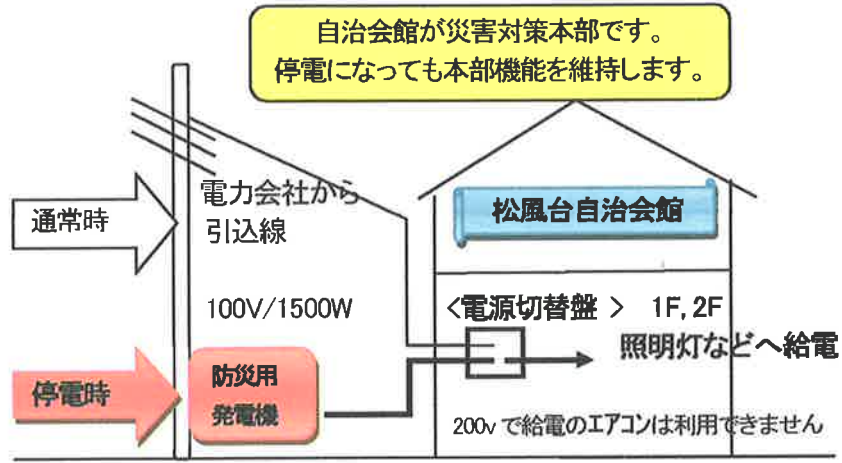 自治会館が災害対策本部です。
停電になっても本部機能を維持します。
通常時
電力会社から
引込線
松風台自治会館
100V/1500W
<電源切替盤 > 1F,2F
照明灯などへ給電
停電時
防災用
発電機
200v で給電のエアコンは利用できません